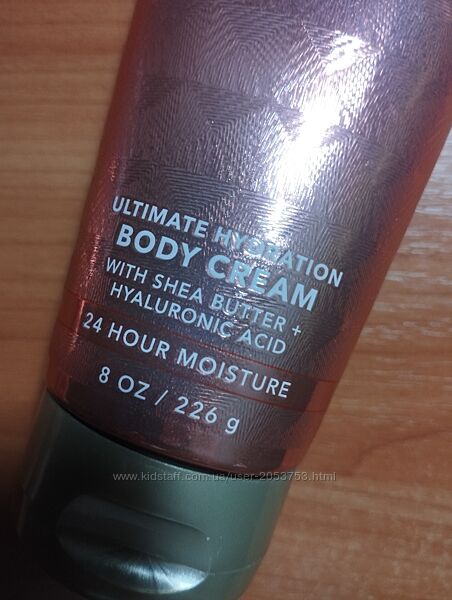 ULTIMATE HYDRATION
BODY CREAM
WITH SHEA BUTTER +
HYALURONIC ACID
24 HOUR MOISTURE
8 OZ / 226 g
www.kidstaff.com.ua/user-2053753.html